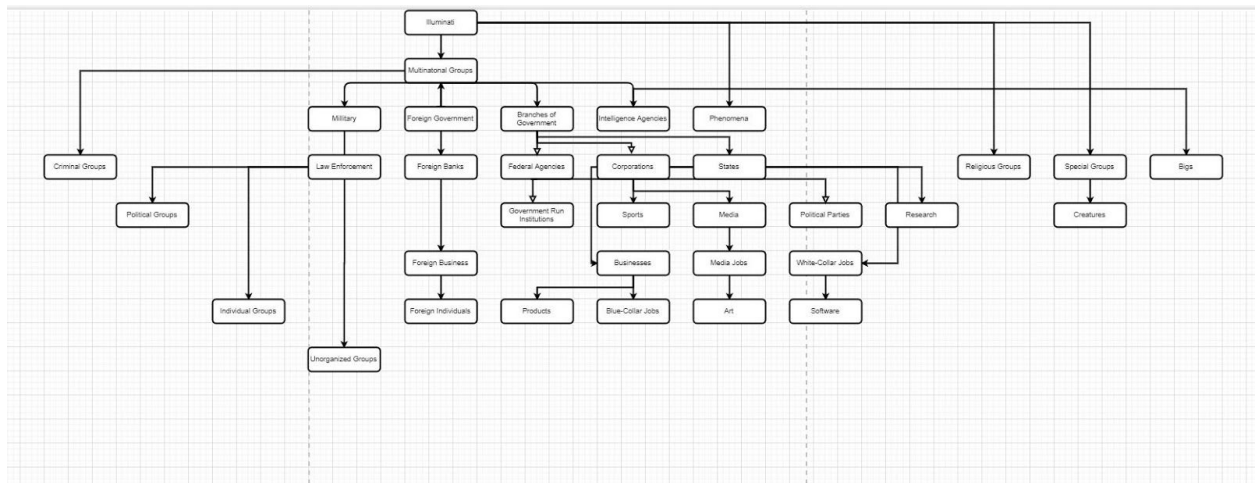 Illuminati
Multinatonal Groups
Millitary
Foreign Government
Branches of
Government
Intelligence Agencies
Phenomena
Criminal Groups
Law Enforcement
Foreign Banks
Federal Agencies
Corporations
States
Religious Groups
Special Groups
Bigs
Political Groups
Government Run
Institutions
Sports
Media
Political Parties
Research
Creatures
Foreign Business
Businesses
Media Jobs
White-Collar Jobs
Individual Groups
Foreign Individuals
Products
Blue-Collar Jobs
Art
Software
Unorganized Groups